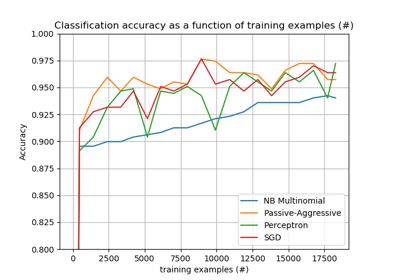 Classification accuracy as a function of training examples (#)
1.000
0.975
0.950
0.925
0.900
0.875
0.850
0.825
0.800
Accuracy
NB Multinomial
Passive-Aggressive
Perceptron
SGD
0 2500 5000 7500 10000 12500 15000 17500
training examples (#)